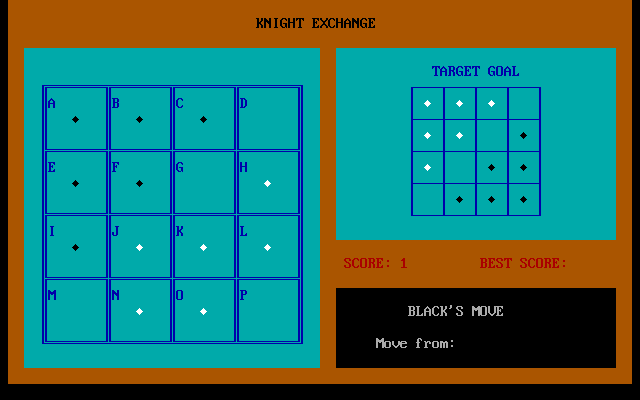 KNIGHT EXCHANGE
TARGET GOAL
A B C D
E F G H
I J K L
M N O P
SCORE: 1 BEST SCORE:
BLACK'S MOVE
Move from: